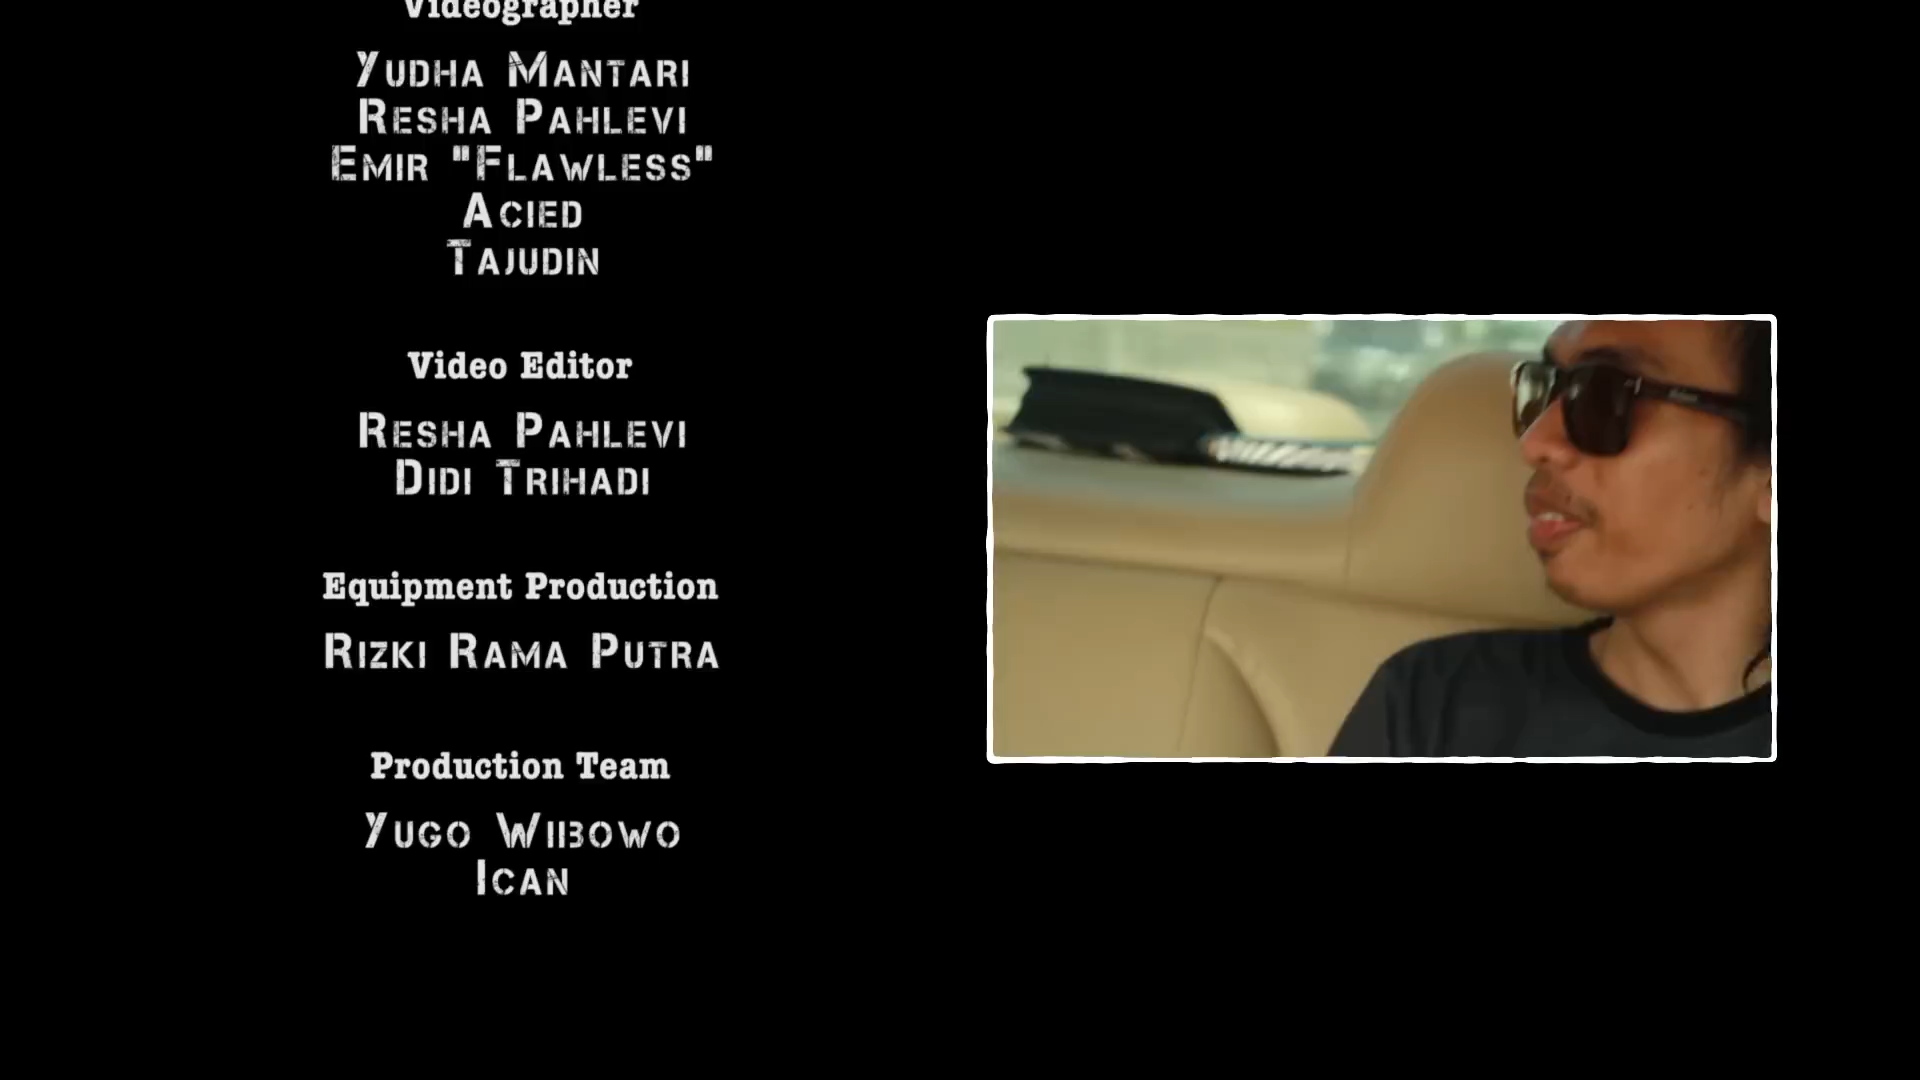 Videographer
Yudha Mantari
Resha Pahlevi
Emir "Flawless"
Acied
Tajudin
Video Editor
Resha Pahlevi
Didi Trihadi
Equipment Production
Rizki Rama Putra
Production Team
Yugo Wiibowo
Ican